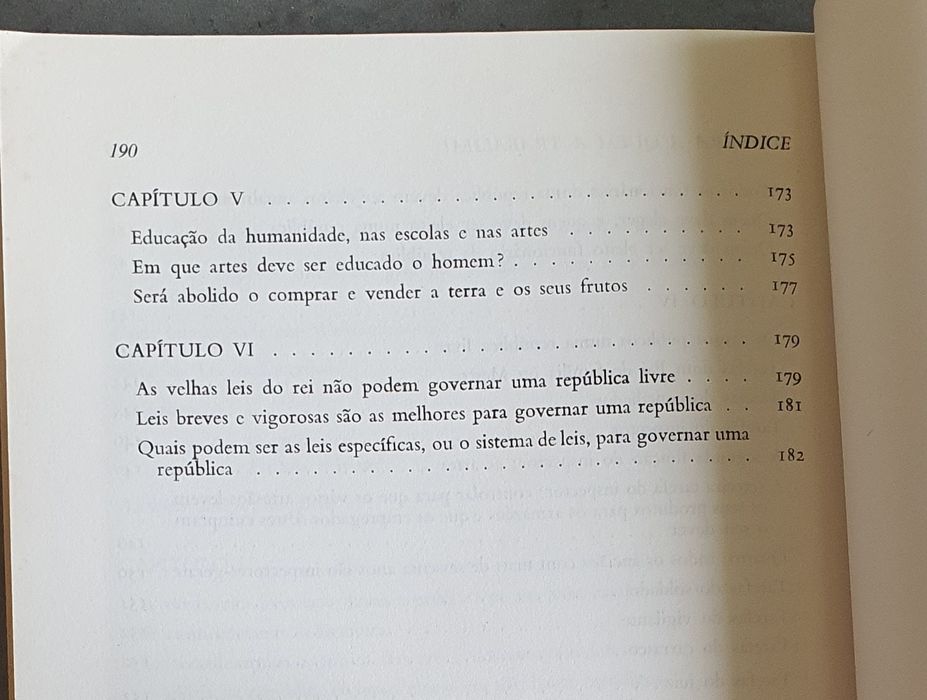 190 ÍNDICE
CAPÍTULO V . . . . . . . . . . . . . . . . . . . . . . . . 173
Educação da humanidade, nas escolas e nas artes . . . . . . . . . . 173
Em que artes deve ser educado o homem? . . . . . . . . . . . . . 175
Será abolido o comprar e vender a terra e os seus frutos . . . . . . 177
CAPÍTULO VI . . . . . . . . . . . . . . . . . . . . . . . 179
As velhas leis do rei não podem governar uma república livre . . . . 179
Leis breves e vigorosas são as melhores para governar uma república . . 181
Quais podem ser as leis específicas, ou o sistema de leis, para governar uma
república . . . . . . . . . . . . . . . . . . . . . . . 182